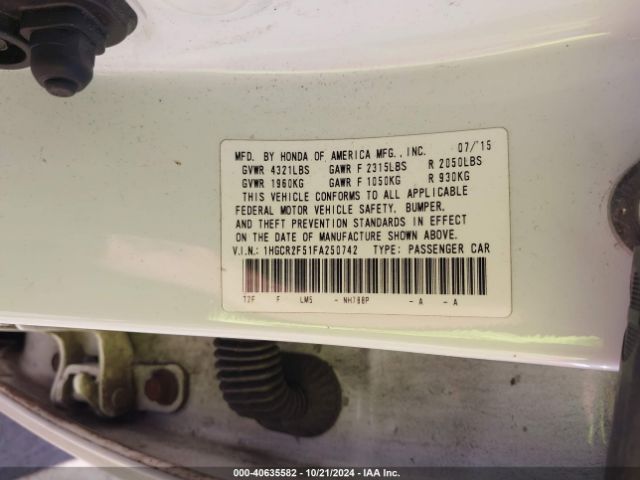 MFD. BY HONDA OF AMERICA MFG., INC. 07/'15
GVWR 4321LBS GAWR F 2315LBS R 2050LBS
GVWR 1960KG GAWR F 1050KG R 930KG
THIS VEHICLE CONFORMS TO ALL APPLICABLE
FEDERAL MOTOR VEHICLE SAFETY, BUMPER,
AND THEFT PREVENTION STANDARDS IN EFFECT
ON THE DATE OF MANUFACTURE SHOWN ABOVE.
V.I.N.: 1HGCR2F51FA250742 TYPE: PASSENGER CAR
T2F F LM5 - NH788P - A - A
000-40635582 - 10/21/2024 - IAA Inc.